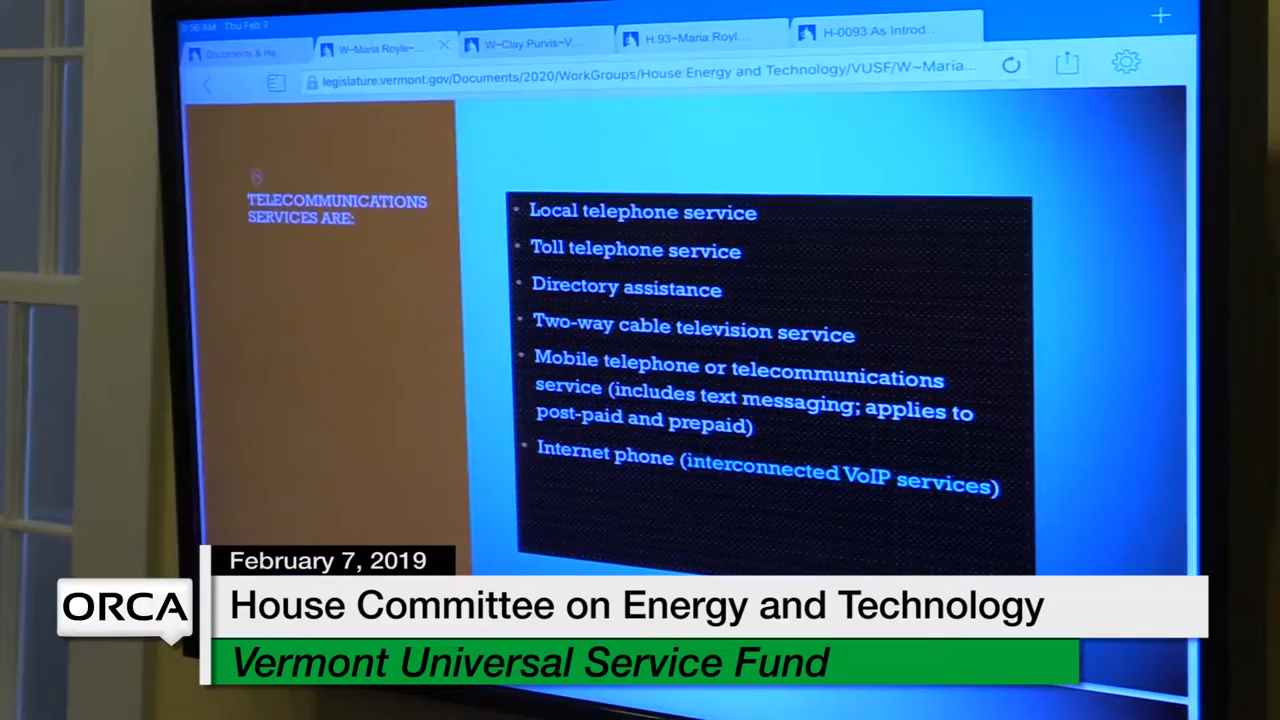 AM Thu Feb 7
Documents & Ha...
W~Maria Royle~...
W~Clay Purvis~V...
H.93~Maria Royl...
H-0093 As Introd...
legislature.vermont.gov/Documents/2020/WorkGroups/House Energy and Technology/VUSF/W~Maria...
TELECOMMUNICATIONS
SERVICES ARE:
• Local telephone service
• Toll telephone service
• Directory assistance
• Two-way cable television service
• Mobile telephone or telecommunications
service (includes text messaging; applies to
post-paid and prepaid)
• Internet phone (interconnected VoIP services)
February 7, 2019
ORCA
House Committee on Energy and Technology
Vermont Universal Service Fund